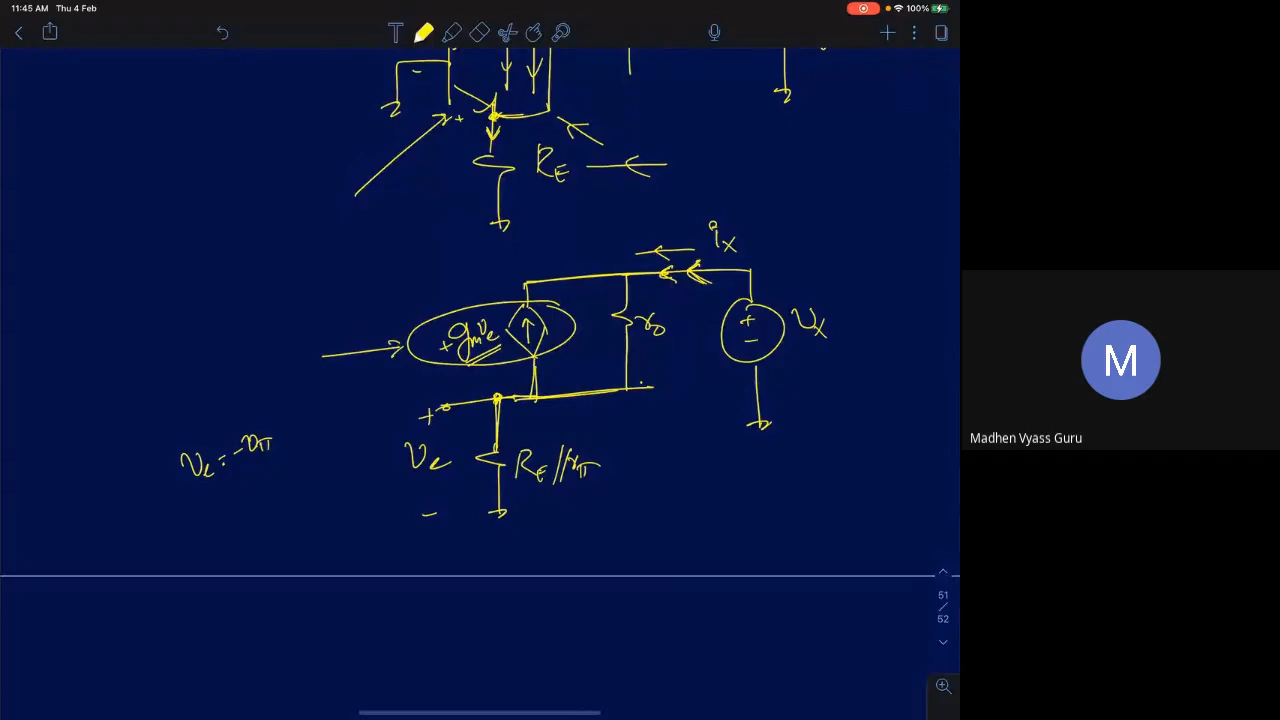 11:45 AM Thu 4 Feb
100%
T
-
+
R_E
i_x
+g_m v_e
r_o
+
-
v_x
+
v_e = -v_π
v_e
R_E//r_π
-
51
/
52
M
Madhen Vyass Guru